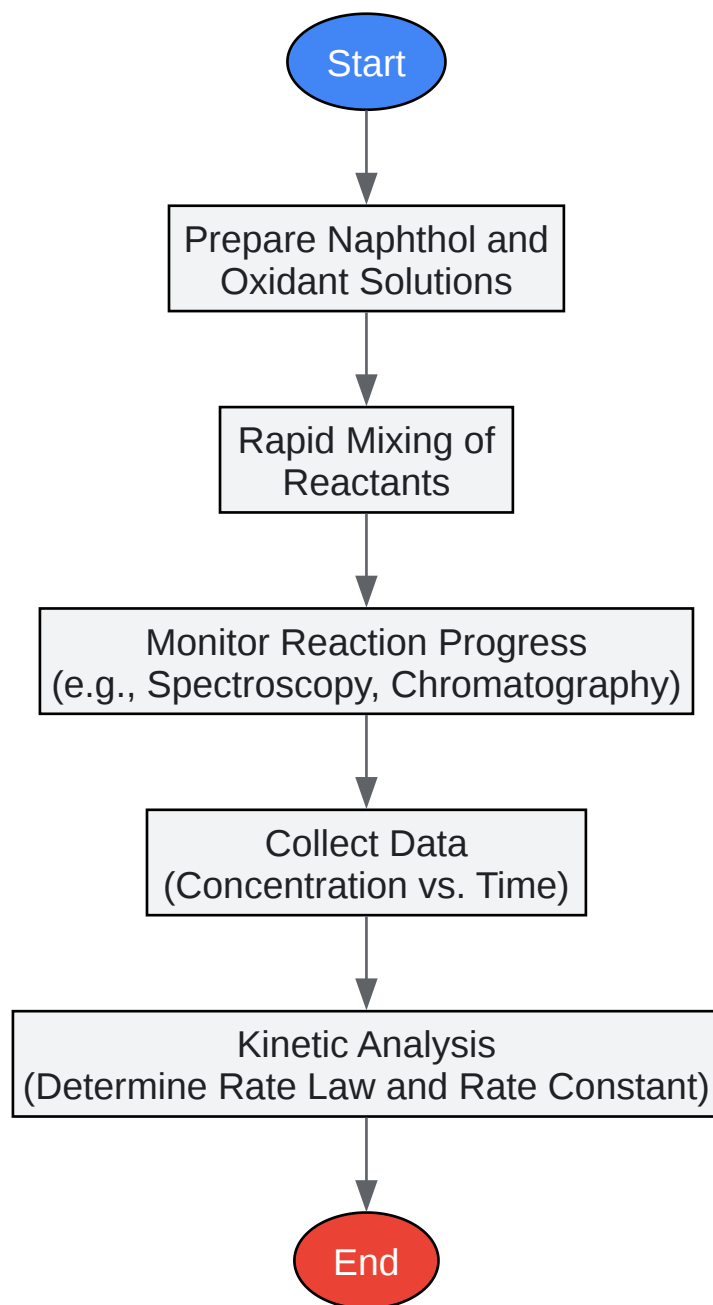 Start
Prepare Naphthol and
Oxidant Solutions
Rapid Mixing of
Reactants
Monitor Reaction Progress
(e.g., Spectroscopy, Chromatography)
Collect Data
(Concentration vs. Time)
Kinetic Analysis
(Determine Rate Law and Rate Constant)
End